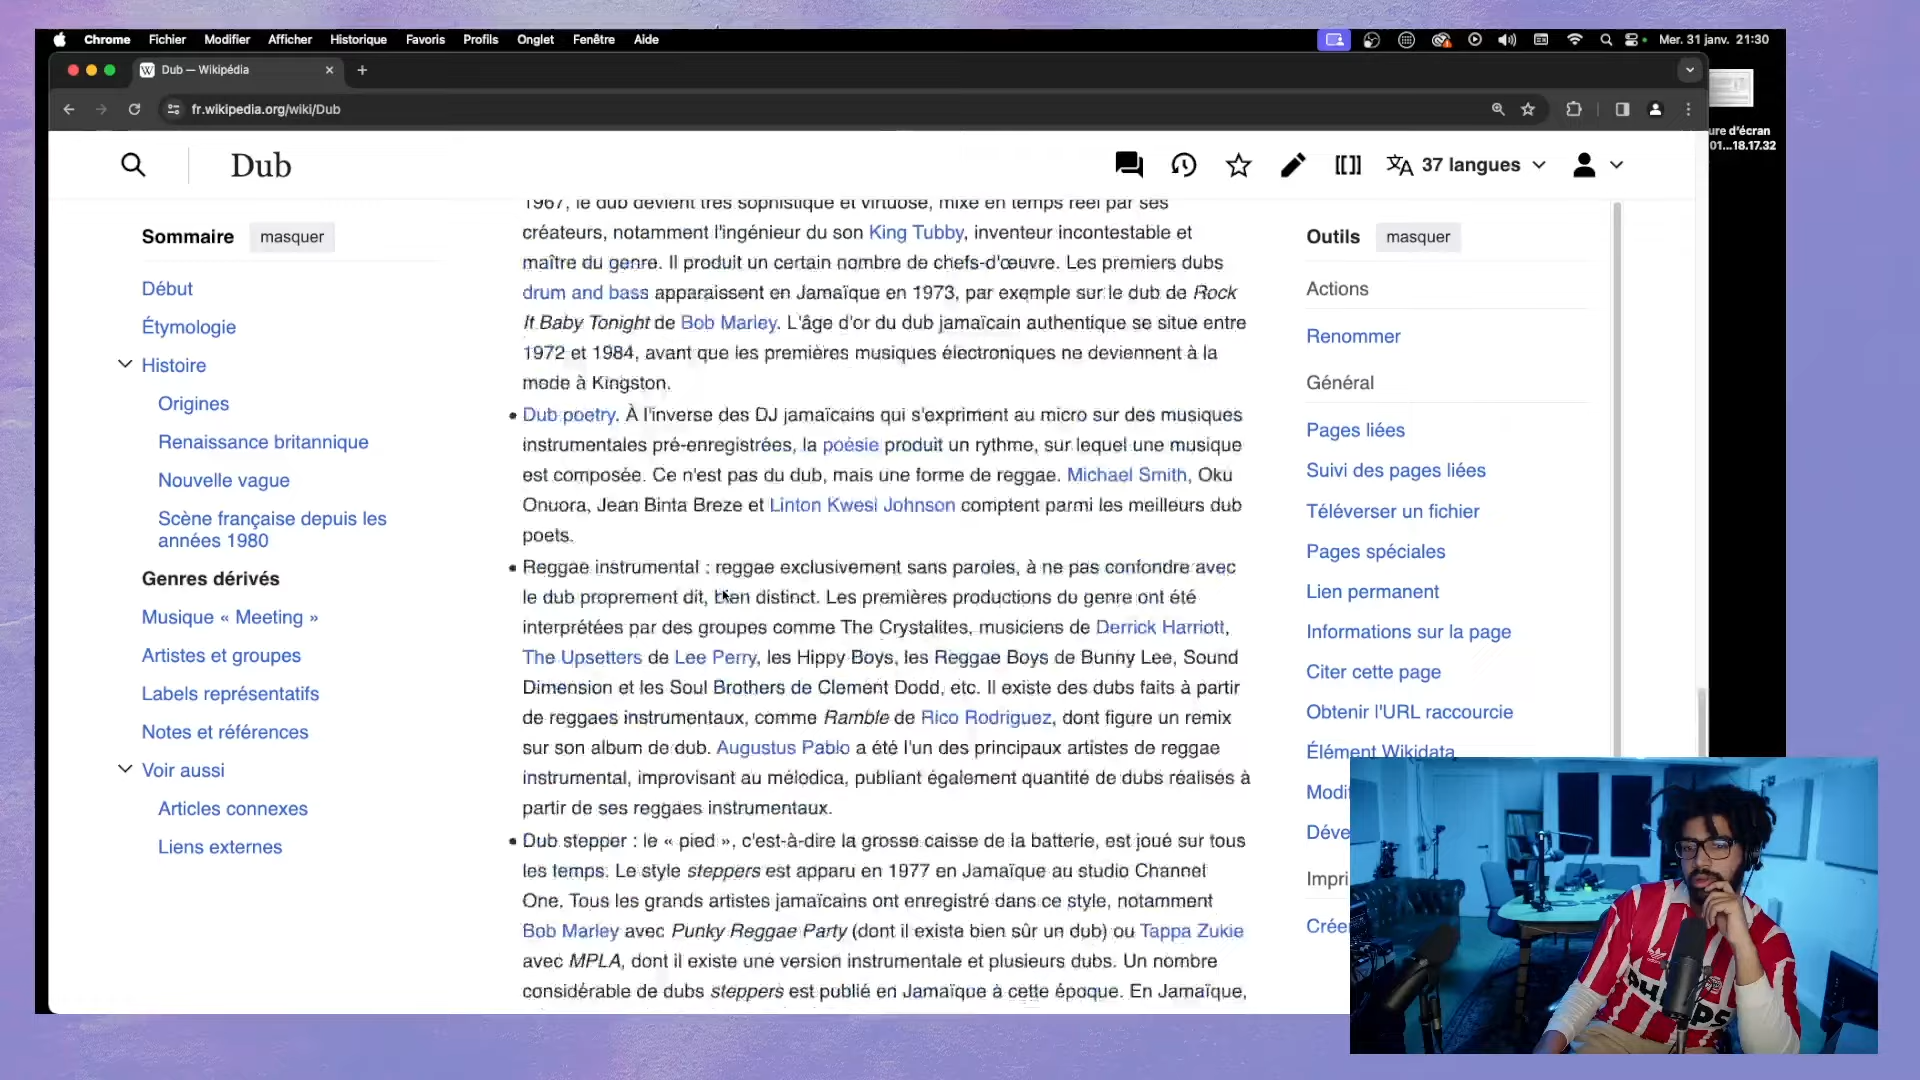 Chrome Fichier Modifier Afficher Historique Favoris Profils Onglet Fenêtre Aide
Mer. 31 janv. 21:30
Dub — Wikipédia
fr.wikipedia.org/wiki/Dub
ure d'écran
01...18.17.32
Dub
37 langues
Sommaire masquer
Début
Étymologie
Histoire
Origines
Renaissance britannique
Nouvelle vague
Scène française depuis les
années 1980
Genres dérivés
Musique « Meeting »
Artistes et groupes
Labels représentatifs
Notes et références
Voir aussi
Articles connexes
Liens externes
1967, le dub devient très sophistiqué et virtuose, mixé en temps réel par ses
créateurs, notamment l'ingénieur du son King Tubby, inventeur incontestable et
maître du genre. Il produit un certain nombre de chefs-d'œuvre. Les premiers dubs
drum and bass apparaissent en Jamaïque en 1973, par exemple sur le dub de Rock
It Baby Tonight de Bob Marley. L'âge d'or du dub jamaïcain authentique se situe entre
1972 et 1984, avant que les premières musiques électroniques ne deviennent à la
mode à Kingston.
Dub poetry. À l'inverse des DJ jamaïcains qui s'expriment au micro sur des musiques
instrumentales pré-enregistrées, la poésie produit un rythme, sur lequel une musique
est composée. Ce n'est pas du dub, mais une forme de reggae. Michael Smith, Oku
Onuora, Jean Binta Breze et Linton Kwesi Johnson comptent parmi les meilleurs dub
poets.
Reggae instrumental : reggae exclusivement sans paroles, à ne pas confondre avec
le dub proprement dit, bien distinct. Les premières productions du genre ont été
interprétées par des groupes comme The Crystalites, musiciens de Derrick Harriott,
The Upsetters de Lee Perry, les Hippy Boys, les Reggae Boys de Bunny Lee, Sound
Dimension et les Soul Brothers de Clement Dodd, etc. Il existe des dubs faits à partir
de reggaes instrumentaux, comme Ramble de Rico Rodriguez, dont figure un remix
sur son album de dub. Augustus Pablo a été l'un des principaux artistes de reggae
instrumental, improvisant au mélodica, publiant également quantité de dubs réalisés à
partir de ses reggaes instrumentaux.
Dub stepper : le « pied », c'est-à-dire la grosse caisse de la batterie, est joué sur tous
les temps. Le style steppers est apparu en 1977 en Jamaïque au studio Channel
One. Tous les grands artistes jamaïcains ont enregistré dans ce style, notamment
Bob Marley avec Punky Reggae Party (dont il existe bien sûr un dub) ou Tappa Zukie
avec MPLA, dont il existe une version instrumentale et plusieurs dubs. Un nombre
considérable de dubs steppers est publié en Jamaïque à cette époque. En Jamaïque,
Outils masquer
Actions
Renommer
Général
Pages liées
Suivi des pages liées
Téléverser un fichier
Pages spéciales
Lien permanent
Informations sur la page
Citer cette page
Obtenir l'URL raccourcie
Élément Wikidata
Modi
Déve
Impri
Crée